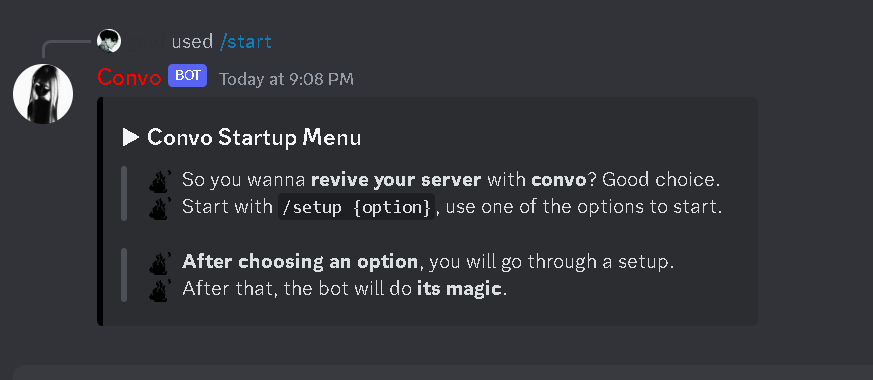 used /start
Convo BOT Today at 9:08 PM
Convo Startup Menu
So you wanna revive your server with convo? Good choice.
Start with /setup {option}, use one of the options to start.
After choosing an option, you will go through a setup.
After that, the bot will do its magic.